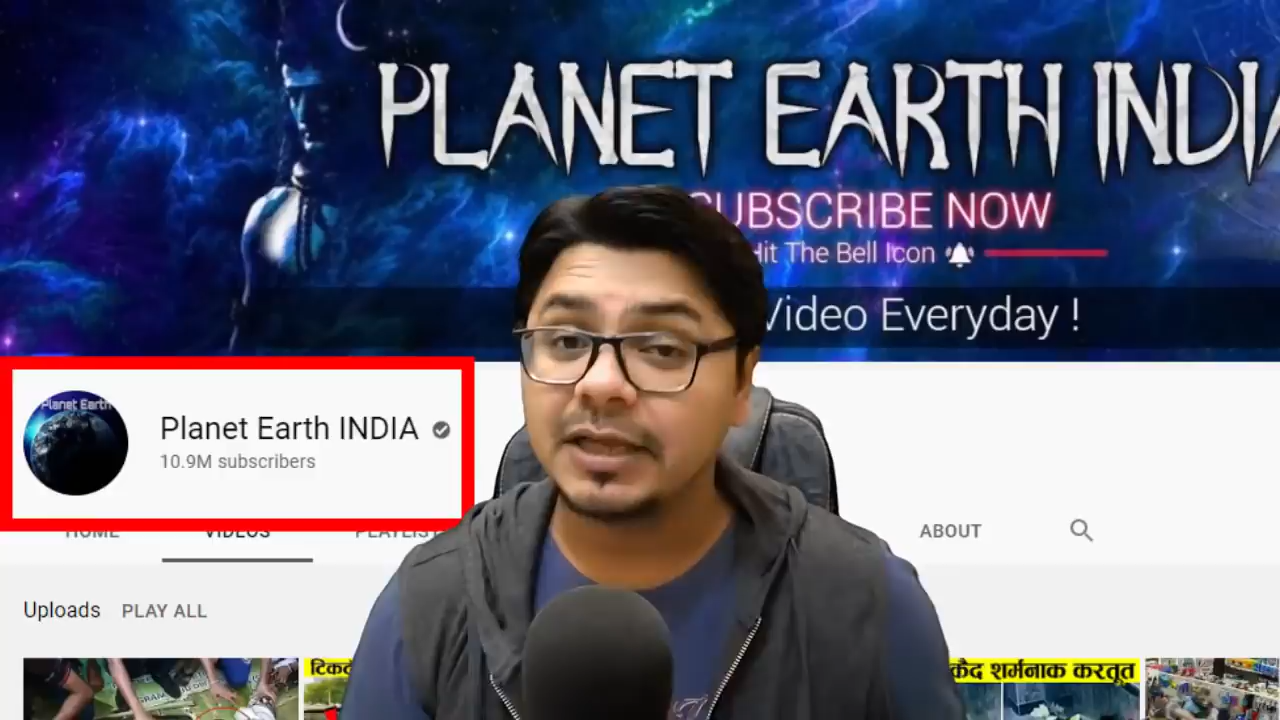 PLANET EARTH INDIA
SUBSCRIBE NOW
Hit The Bell Icon
Video Everyday !
Planet Earth
Planet Earth INDIA
10.9M subscribers
HOME VIDEOS PLAYLIST ABOUT
Uploads PLAY ALL
कैद शर्मनाक करतूत